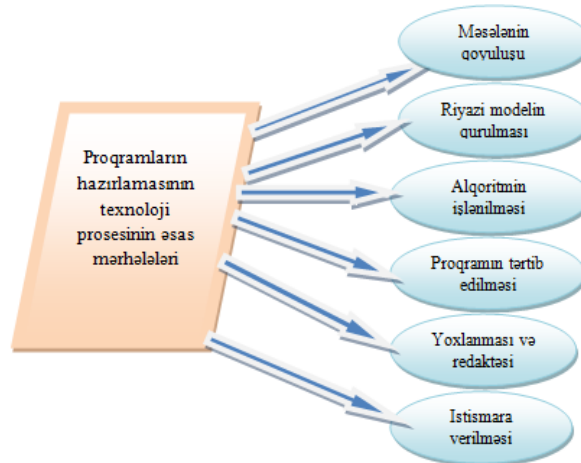 Proqramların
hazırlamasının
texnoloji
prosesinin əsas
mərhələləri
Məsələnin
qoyuluşu
Riyazi modelin
qurulması
Alqoritmin
işlənilməsi
Proqramın tərtib
edilməsi
Yoxlanması və
redaktəsi
Istismara
verilməsi